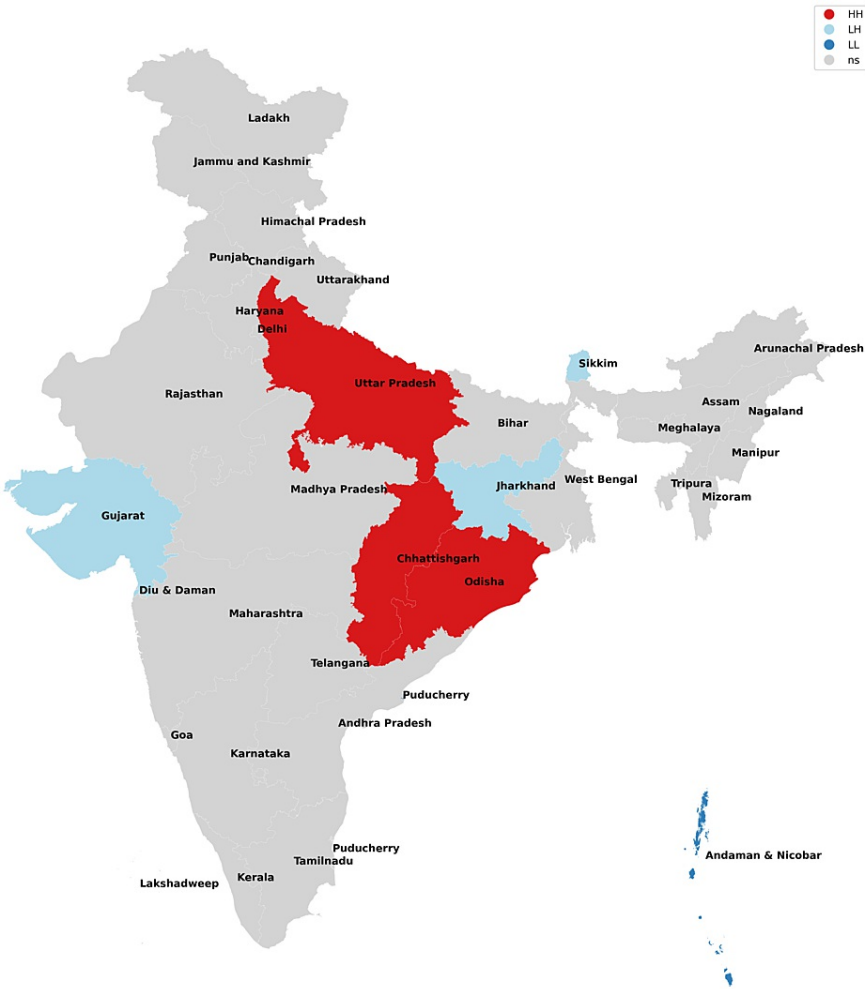 HH
LH
LL
ns
Ladakh
Jammu and Kashmir
Himachal Pradesh
Punjab
Chandigarh
Uttarakhand
Haryana
Delhi
Uttar Pradesh
Rajasthan
Bihar
Sikkim
Arunachal Pradesh
Assam
Nagaland
Meghalaya
Manipur
Tripura
Mizoram
West Bengal
Jharkhand
Madhya Pradesh
Gujarat
Chhattishgarh
Odisha
Diu & Daman
Maharashtra
Telangana
Puducherry
Andhra Pradesh
Goa
Karnataka
Puducherry
Tamilnadu
Kerala
Lakshadweep
Andaman & Nicobar